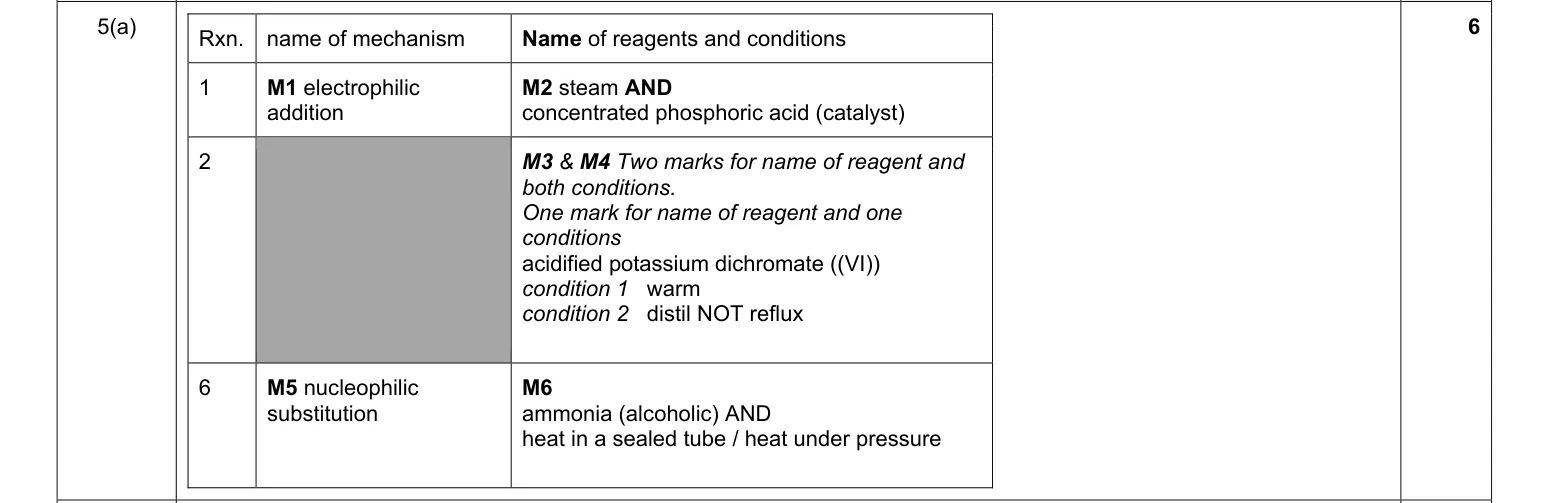 5(a)
6
Rxn. name of mechanism Name of reagents and conditions
1 M1 electrophilic M2 steam AND
addition concentrated phosphoric acid (catalyst)
2 M3 & M4 Two marks for name of reagent and
both conditions.
One mark for name of reagent and one
conditions
acidified potassium dichromate ((VI))
condition 1 warm
condition 2 distil NOT reflux
6 M5 nucleophilic M6
substitution ammonia (alcoholic) AND
heat in a sealed tube / heat under pressure